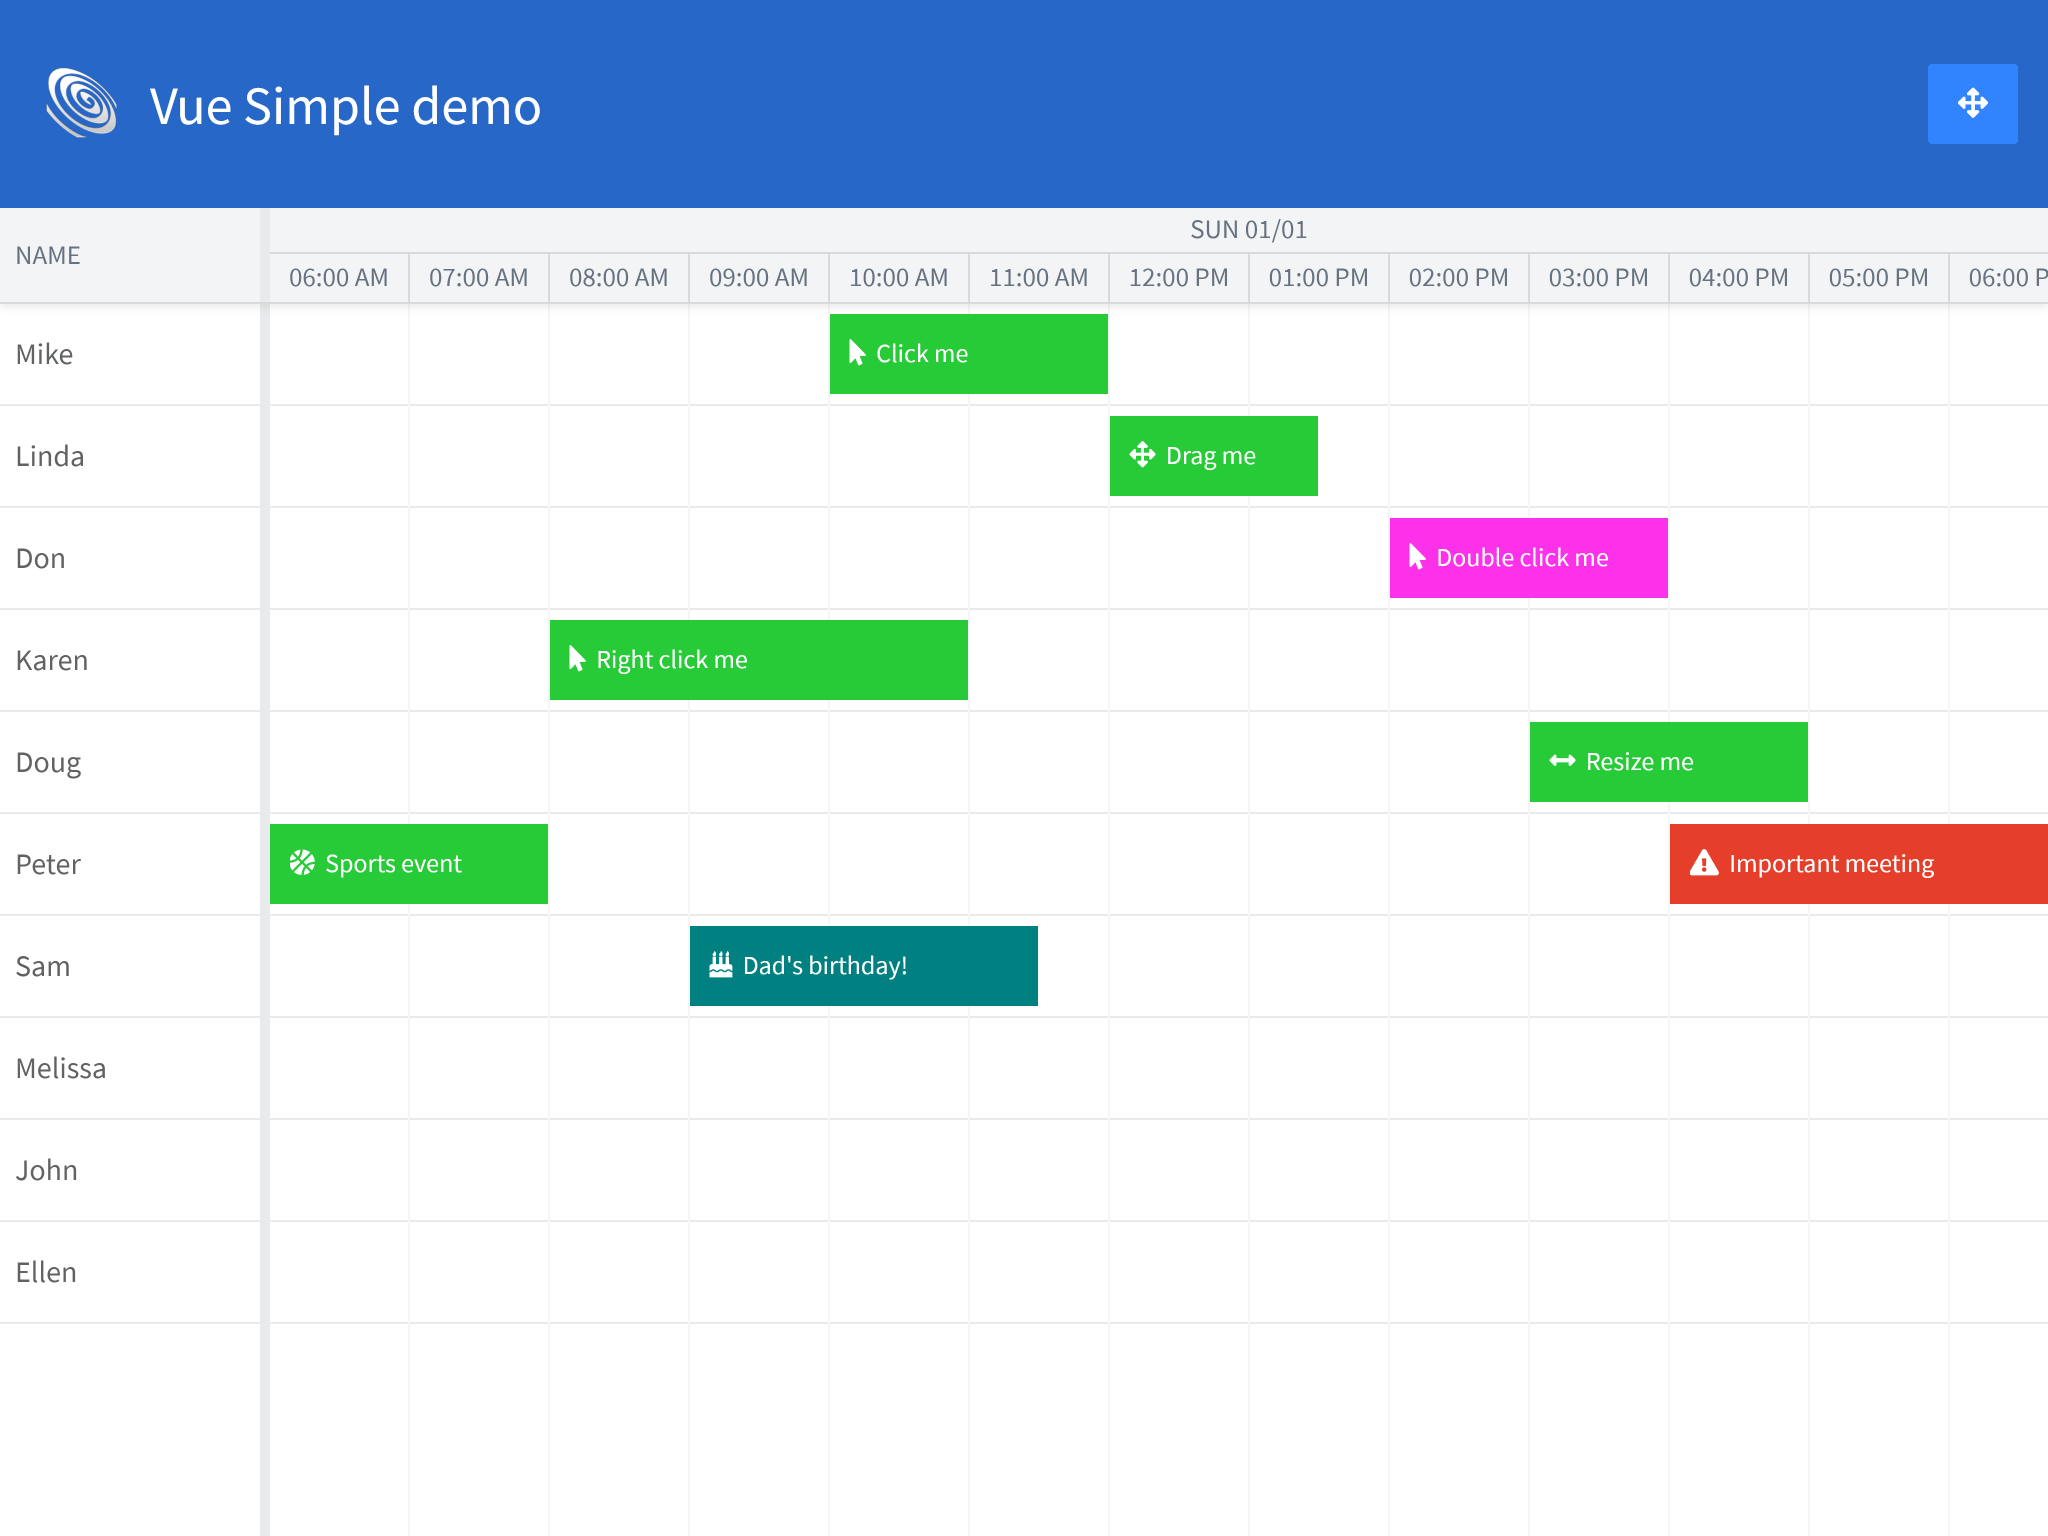 Vue Simple demo
NAME
SUN 01/01
06:00 AM 07:00 AM 08:00 AM 09:00 AM 10:00 AM 11:00 AM 12:00 PM 01:00 PM 02:00 PM 03:00 PM 04:00 PM 05:00 PM 06:00 P
Mike Click me
Linda Drag me
Don Double click me
Karen Right click me
Doug Resize me
Peter Sports event Important meeting
Sam Dad's birthday!
Melissa
John
Ellen